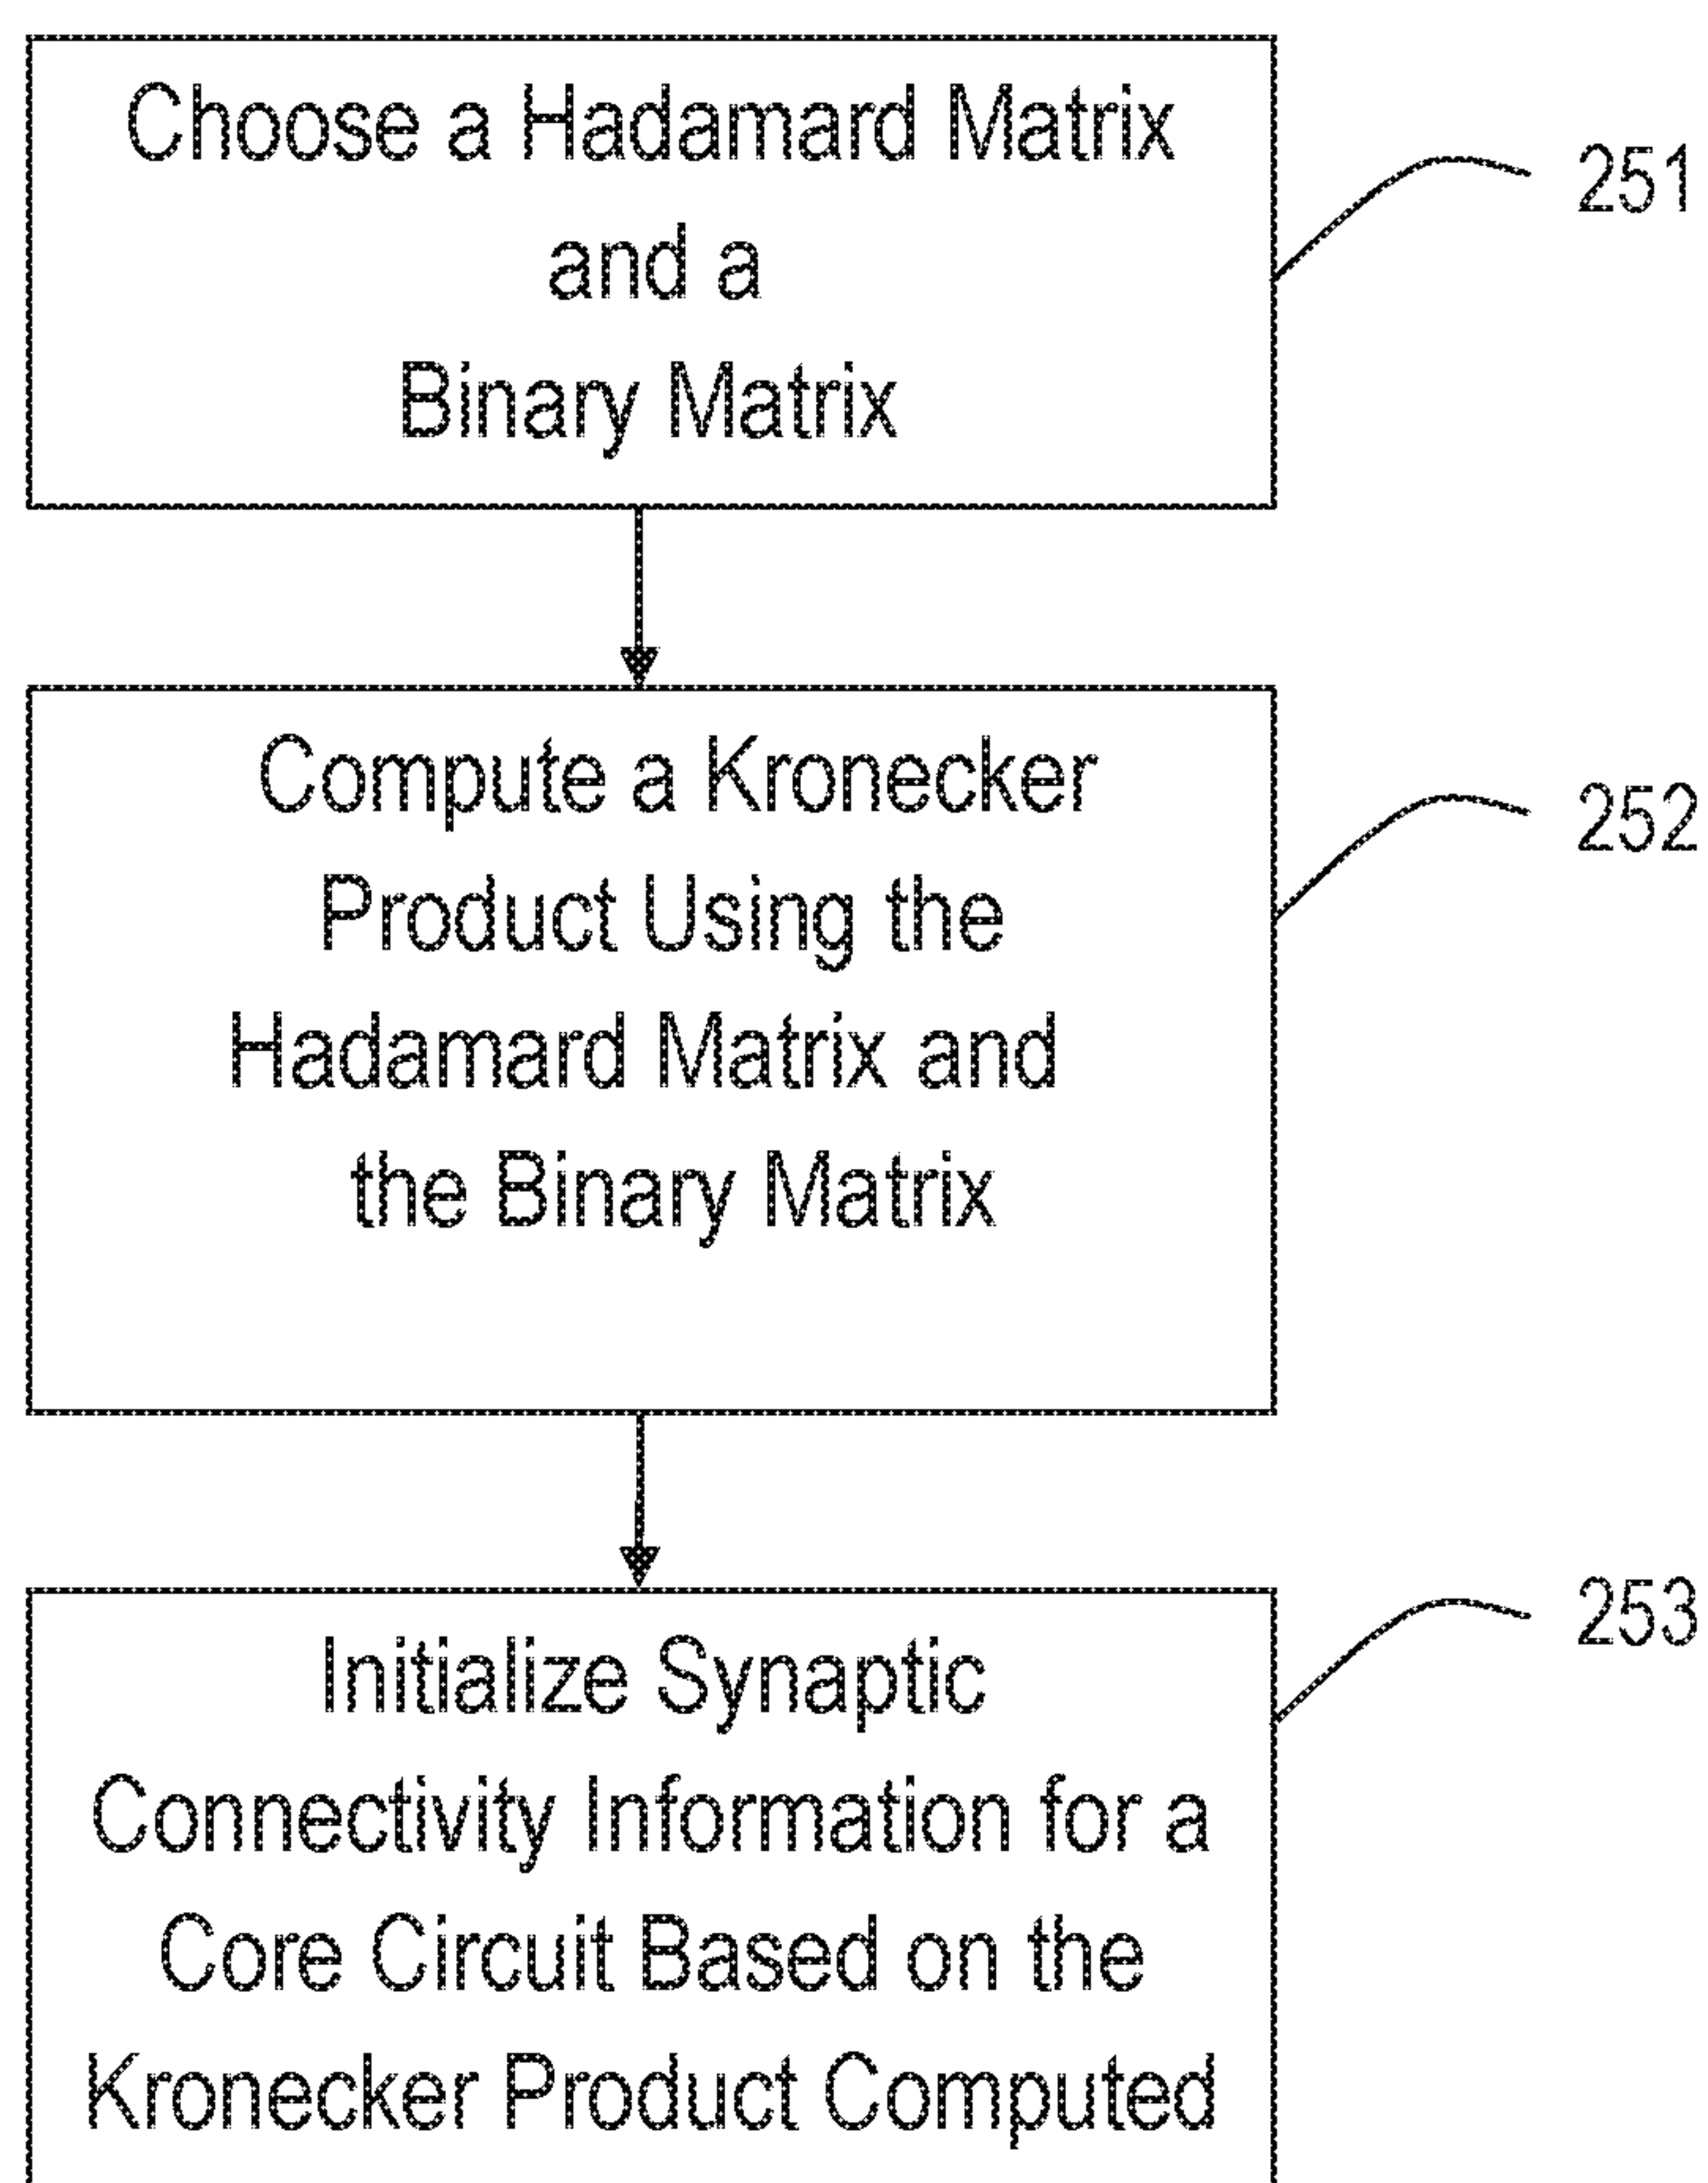 Choose a Hadamard Matrix
and a
Binary Matrix
251
Compute a Kronecker
Product Using the
Hadamard Matrix and
the Binary Matrix
252
Initialize Synaptic
Connectivity Information for a
Core Circuit Based on the
Kronecker Product Computed
253